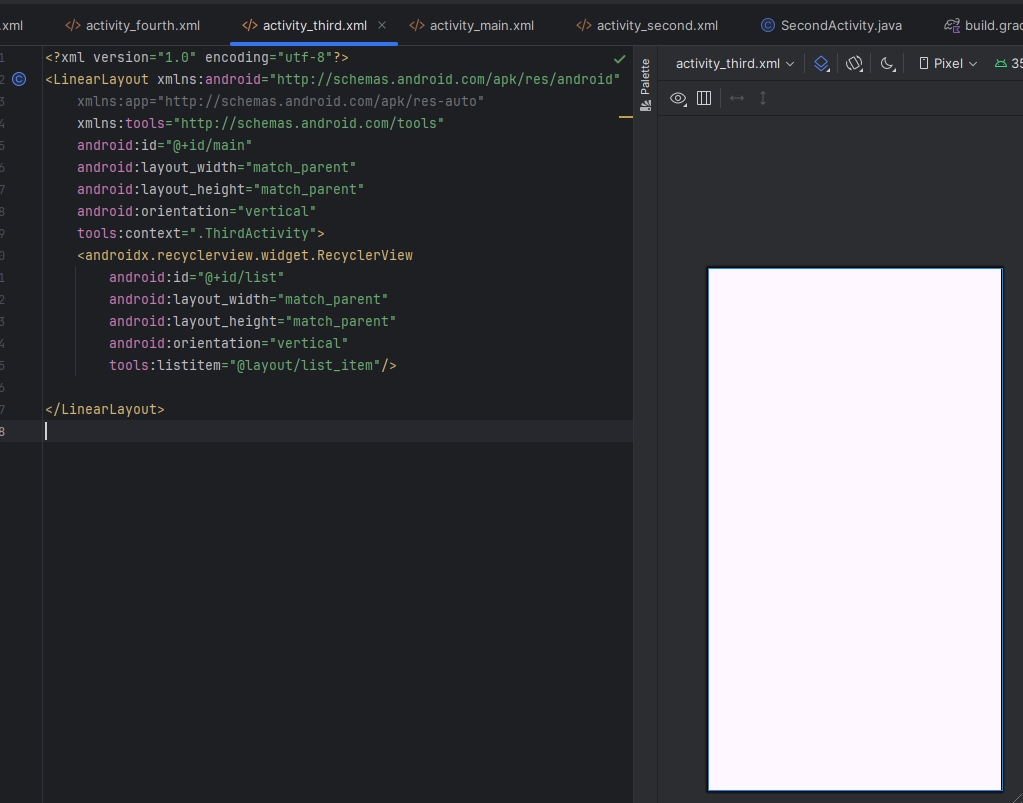 .xml
activity_fourth.xml
activity_third.xml
activity_main.xml
activity_second.xml
SecondActivity.java
build.grad
<?xml version="1.0" encoding="utf-8"?>
<LinearLayout xmlns:android="http://schemas.android.com/apk/res/android"
xmlns:app="http://schemas.android.com/apk/res-auto"
xmlns:tools="http://schemas.android.com/tools"
android:id="@+id/main"
android:layout_width="match_parent"
android:layout_height="match_parent"
android:orientation="vertical"
tools:context=".ThirdActivity">
<androidx.recyclerview.widget.RecyclerView
android:id="@+id/list"
android:layout_width="match_parent"
android:layout_height="match_parent"
android:orientation="vertical"
tools:listitem="@layout/list_item"/>
</LinearLayout>
Palette
activity_third.xml
Pixel
35